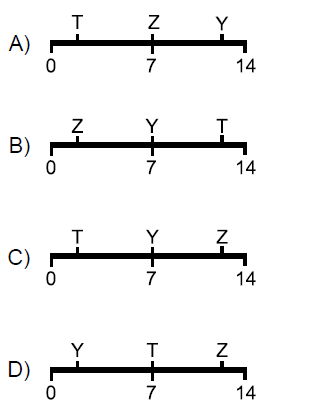 T Z Y
A)
0 7 14
Z Y T
B)
0 7 14
T Y Z
C)
0 7 14
Y T Z
D)
0 7 14